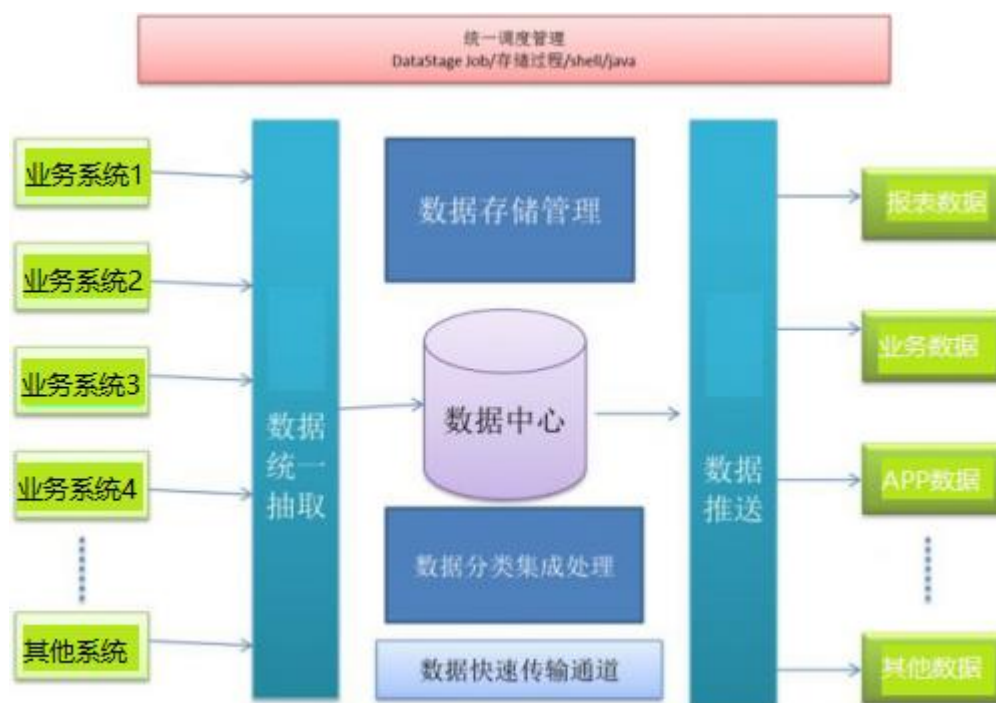 统一调度管理
DataStage Job/存储过程/shell/java
业务系统1
业务系统2
业务系统3
业务系统4
其他系统
数据
统一
抽取
数据存储管理
数据中心
数据分类集成处理
数据快速传输通道
数据
推送
报表数据
业务数据
APP数据
其他数据